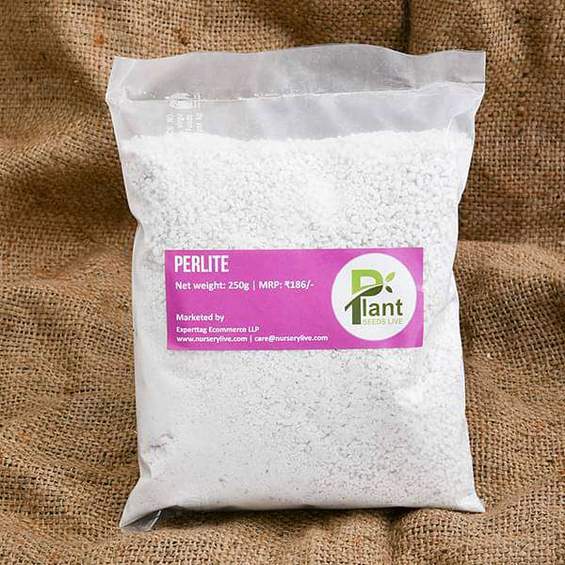 PERLITE
Net weight: 250g | MRP: ₹186/-
Marketed by
Experttag Ecommerce LLP
www.nurserylive.com | care@nurserylive.com
Plant
SEEDS LIVE